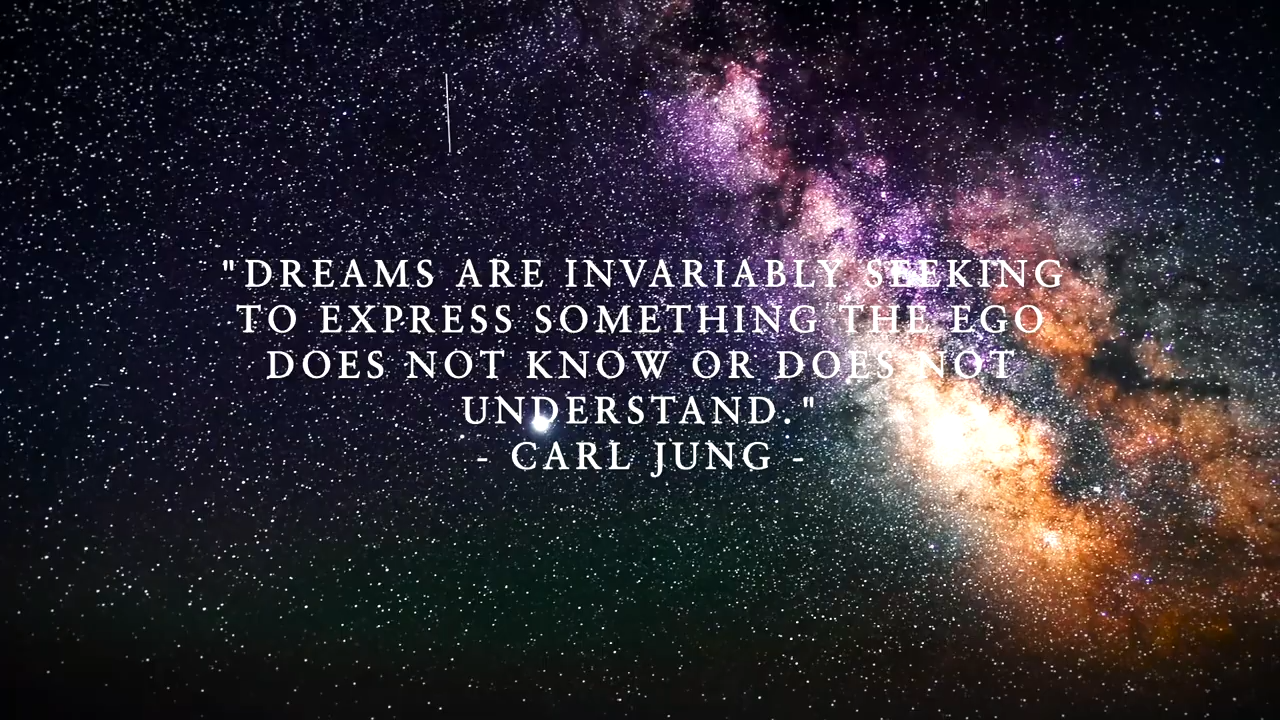 "DREAMS ARE INVARIABLY SEEKING
TO EXPRESS SOMETHING THE EGO
DOES NOT KNOW OR DOES NOT
UNDERSTAND."
- CARL JUNG -